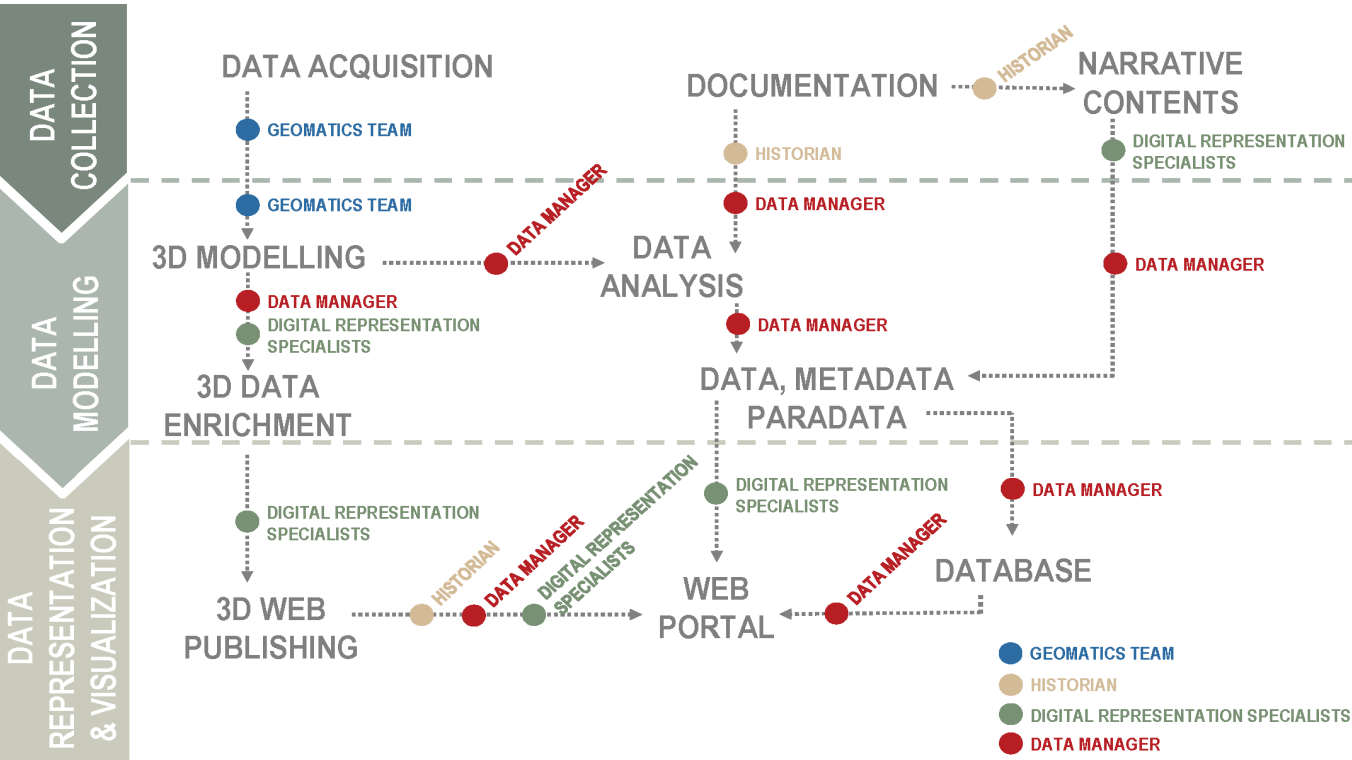 DATA
COLLECTION
DATA ACQUISITION
GEOMATICS TEAM
DOCUMENTATION
HISTORIAN
NARRATIVE
CONTENTS
HISTORIAN
DIGITAL REPRESENTATION
SPECIALISTS
DATA
MODELLING
GEOMATICS TEAM
3D MODELLING
DATA MANAGER
DATA MANAGER
DATA
ANALYSIS
DATA MANAGER
DATA MANAGER
DIGITAL REPRESENTATION
SPECIALISTS
DATA MANAGER
3D DATA
ENRICHMENT
DATA, METADATA
PARADATA
DATA
REPRESENTATION
& VISUALIZATION
DIGITAL REPRESENTATION
SPECIALISTS
DIGITAL REPRESENTATION
SPECIALISTS
DATA MANAGER
3D WEB
PUBLISHING
HISTORIAN
DATA MANAGER
DIGITAL REPRESENTATION
SPECIALISTS
WEB
PORTAL
DATA MANAGER
DATABASE
GEOMATICS TEAM
HISTORIAN
DIGITAL REPRESENTATION SPECIALISTS
DATA MANAGER